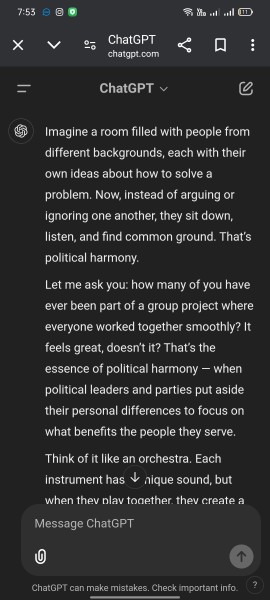 7:53
ChatGPT
chatgpt.com
ChatGPT
Imagine a room filled with people from
different backgrounds, each with their
own ideas about how to solve a
problem. Now, instead of arguing or
ignoring one another, they sit down,
listen, and find common ground. That's
political harmony.
Let me ask you: how many of you have
ever been part of a group project where
everyone worked together smoothly? It
feels great, doesn't it? That's the
essence of political harmony — when
political leaders and parties put aside
their personal differences to focus on
what benefits the people they serve.
Think of it like an orchestra. Each
instrument has nique sound, but
when they play together, they create a
Message ChatGPT
ChatGPT can make mistakes. Check important info.
?